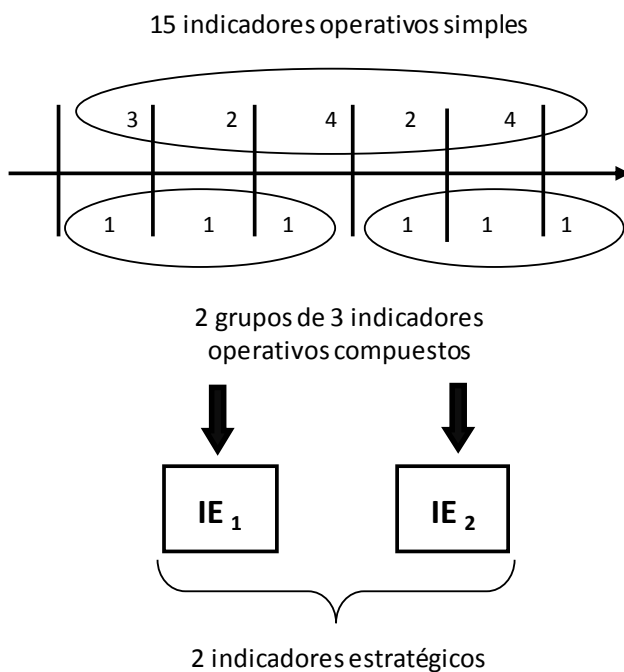 15 indicadores operativos simples
3 2 4 2 4
1 1 1 1 1 1
2 grupos de 3 indicadores
operativos compuestos
IE 1 IE 2
2 indicadores estratégicos